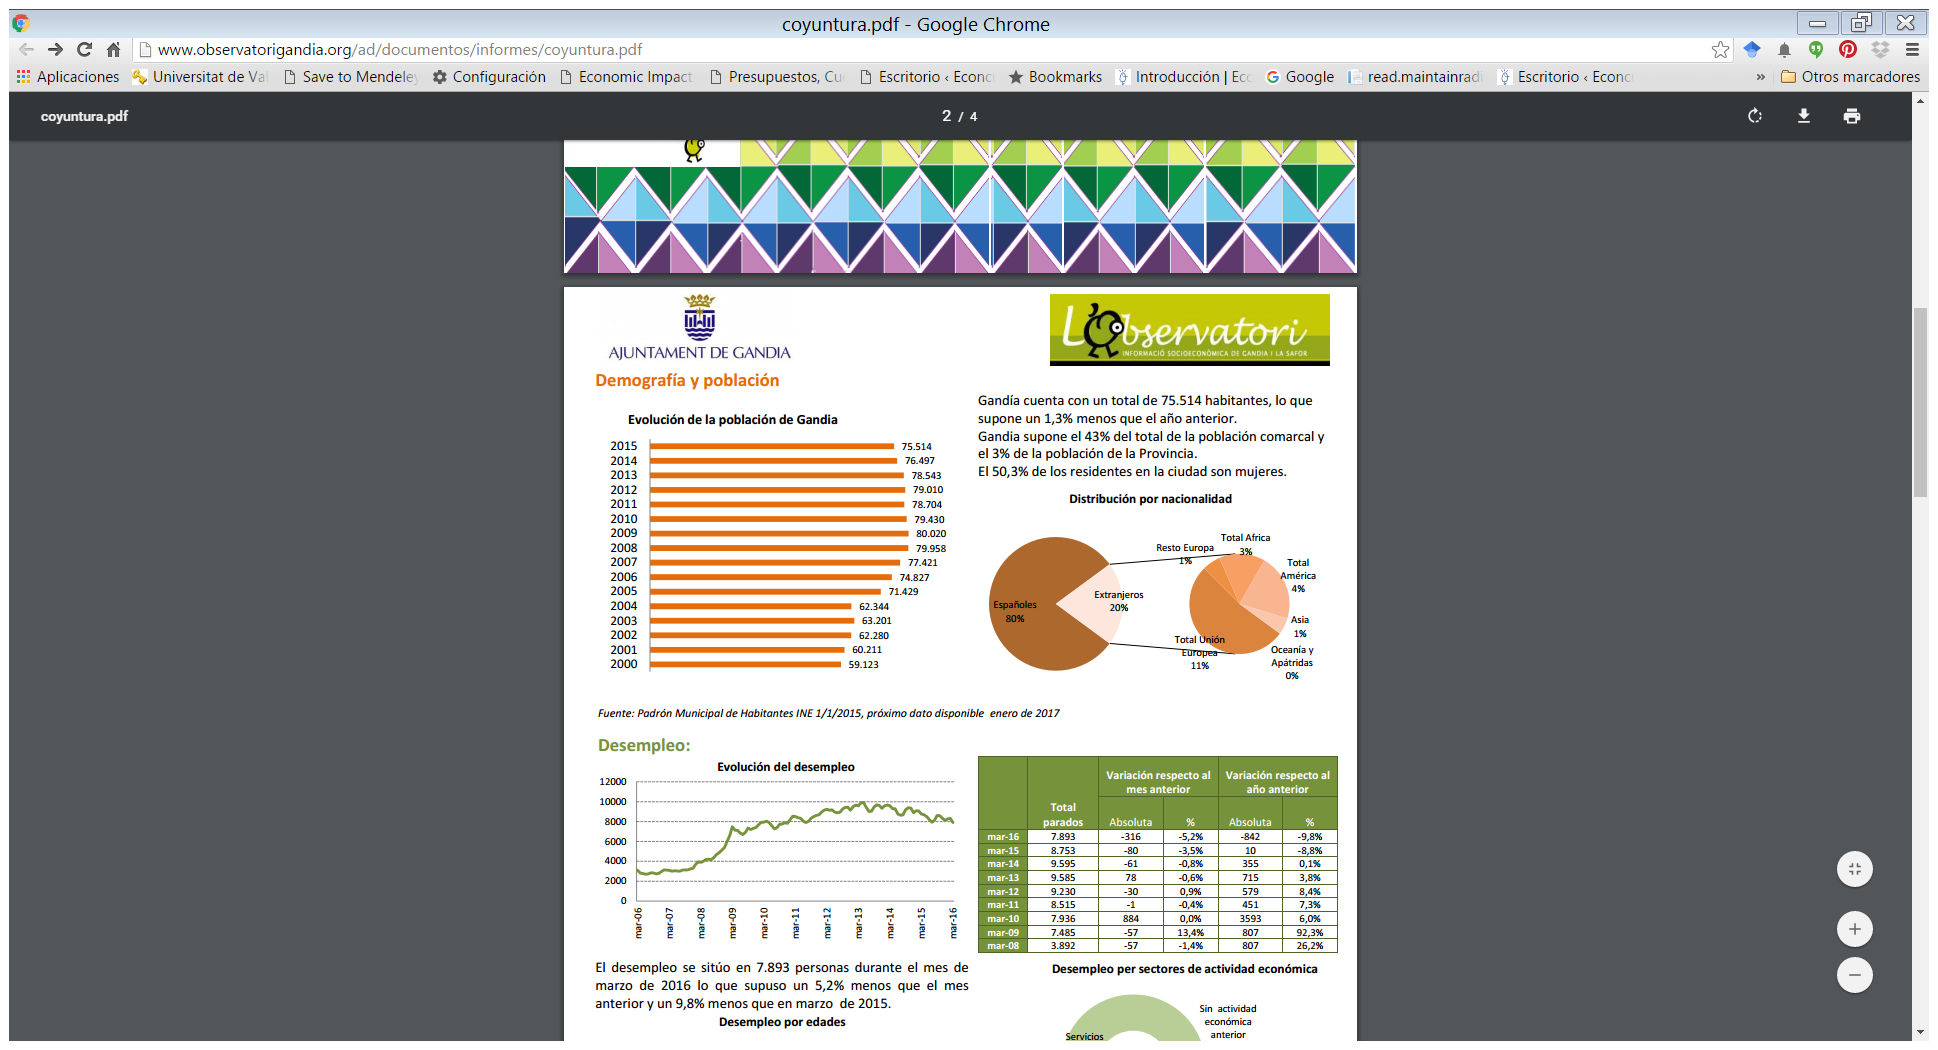 coyuntura.pdf - Google Chrome
www.observatorigandia.org/ad/documentos/informes/coyuntura.pdf
Aplicaciones Universitat de Val Save to Mendeley Configuración Economic Impact Presupuestos, Cu Escritorio ‹ Econo Bookmarks Introducción | Ec Google read.maintainradi Escritorio ‹ Econo » Otros marcadores
coyuntura.pdf 2 / 4
AJUNTAMENT DE GANDIA
L'Observatori
INFORMACIÓ SOCIOECONÒMICA DE GANDIA I LA SAFOR
Demografía y población
Evolución de la población de Gandia
2015 75.514
2014 76.497
2013 78.543
2012 79.010
2011 78.704
2010 79.430
2009 80.020
2008 79.958
2007 77.421
2006 74.827
2005 71.429
2004 62.344
2003 63.201
2002 62.280
2001 60.211
2000 59.123
Gandía cuenta con un total de 75.514 habitantes, lo que
supone un 1,3% menos que el año anterior.
Gandia supone el 43% del total de la población comarcal y
el 3% de la población de la Provincia.
El 50,3% de los residentes en la ciudad son mujeres.
Distribución por nacionalidad
Españoles
80%
Extranjeros
20%
Resto Europa
1%
Total Africa
3%
Total
América
4%
Asia
1%
Oceanía y
Apátridas
0%
Total Unión
Europea
11%
Fuente: Padrón Municipal de Habitantes INE 1/1/2015, próximo dato disponible enero de 2017
Desempleo:
Evolución del desempleo
12000
10000
8000
6000
4000
2000
0
mar-06 mar-07 mar-08 mar-09 mar-10 mar-11 mar-12 mar-13 mar-14 mar-15 mar-16
Total
parados
Variación respecto al
mes anterior
Variación respecto al
año anterior
Absoluta % Absoluta %
mar-16 7.893 -316 -5,2% -842 -9,8%
mar-15 8.753 -80 -3,5% 10 -8,8%
mar-14 9.595 -61 -0,8% 355 0,1%
mar-13 9.585 78 -0,6% 715 3,8%
mar-12 9.230 -30 0,9% 579 8,4%
mar-11 8.515 -1 -0,4% 451 7,3%
mar-10 7.936 884 0,0% 3593 6,0%
mar-09 7.485 -57 13,4% 807 92,3%
mar-08 3.892 -57 -1,4% 807 26,2%
El desempleo se sitúo en 7.893 personas durante el mes de
marzo de 2016 lo que supuso un 5,2% menos que el mes
anterior y un 9,8% menos que en marzo de 2015.
Desempleo por edades
Desempleo por sectores de actividad económica
Servicios
Sin actividad
económica
anterior